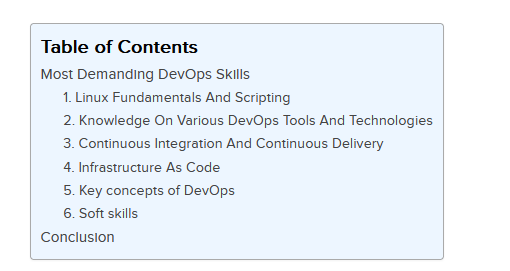 Table of Contents
Most Demanding DevOps Skills
1. Linux Fundamentals And Scripting
2. Knowledge On Various DevOps Tools And Technologies
3. Continuous Integration And Continuous Delivery
4. Infrastructure As Code
5. Key concepts of DevOps
6. Soft skills
Conclusion